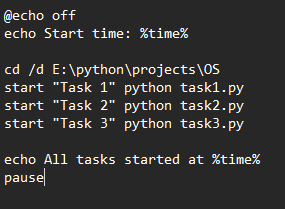 @echo off
echo Start time: %time%
cd /d E:\python\projects\OS
start "Task 1" python task1.py
start "Task 2" python task2.py
start "Task 3" python task3.py
echo All tasks started at %time%
pause